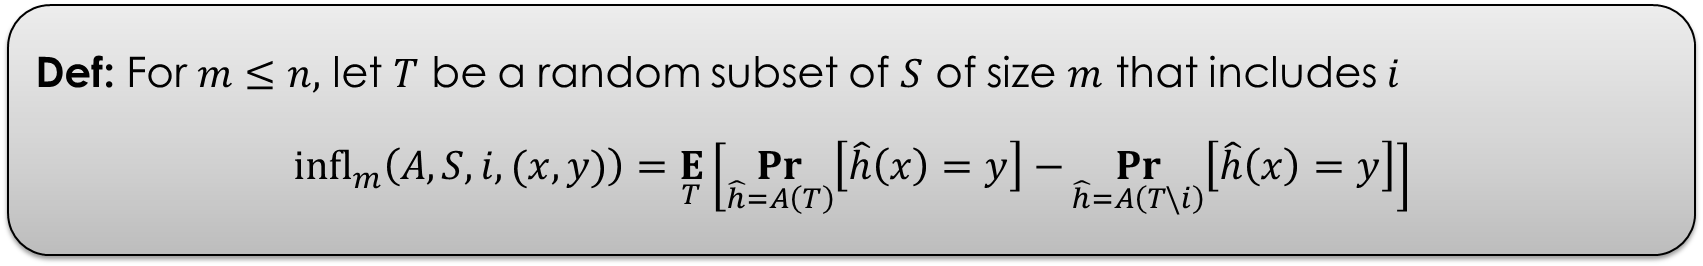 Def: For m ≤ n, let T be a random subset of S of size m that includes i
infl_m(A, S, i, (x, y)) = E_T [ Pr_{ĥ=A(T)} [ĥ(x) = y] − Pr_{ĥ=A(T\i)} [ĥ(x) = y] ]